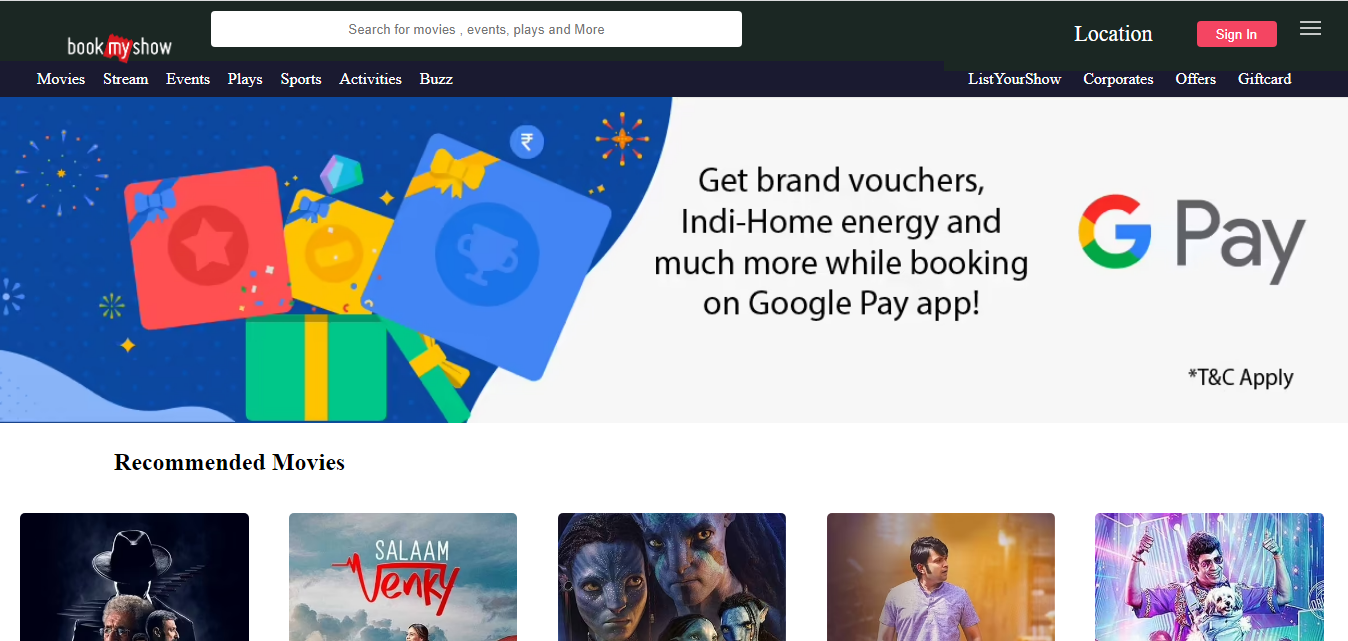 book my show
Search for movies , events, plays and More
Location
Sign In
Movies Stream Events Plays Sports Activities Buzz
ListYourShow Corporates Offers Giftcard
₹
Get brand vouchers,
Indi-Home energy and
much more while booking
on Google Pay app!
G Pay
*T&C Apply
Recommended Movies
SALAAM
Venky